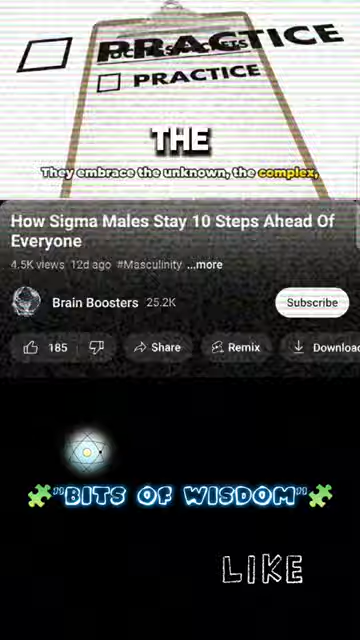 PRACTICE
PRACTICE
THE
They embrace the unknown, the complex,
How Sigma Males Stay 10 Steps Ahead Of
Everyone
4.5K views 12d ago #Masculinity ...more
Brain Boosters 25.2K Subscribe
185 Share Remix Download
"BITS OF WISDOM"
LIKE